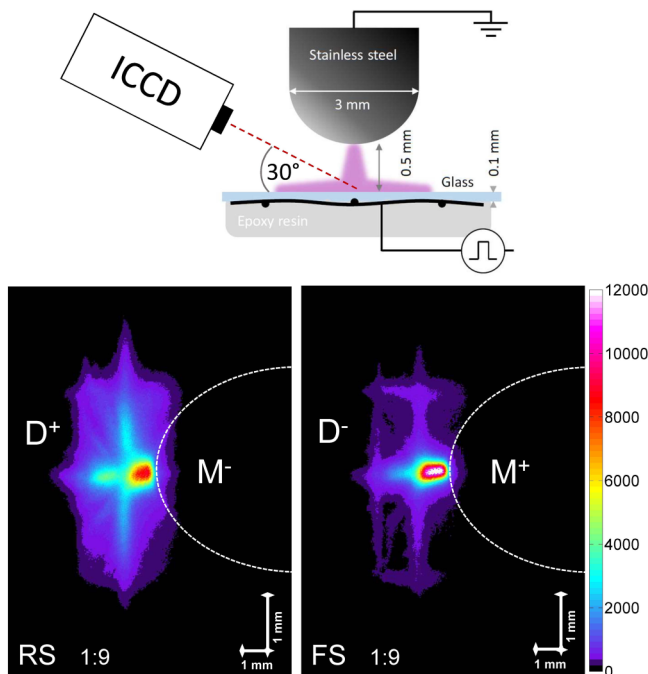 ICCD
Stainless steel
3 mm
30°
0.5 mm
0.1 mm
Glass
Epoxy resin
D⁺
M⁻
1 mm
1 mm
RS 1:9
D⁻
M⁺
1 mm
1 mm
FS 1:9
12000
10000
8000
6000
4000
2000
0